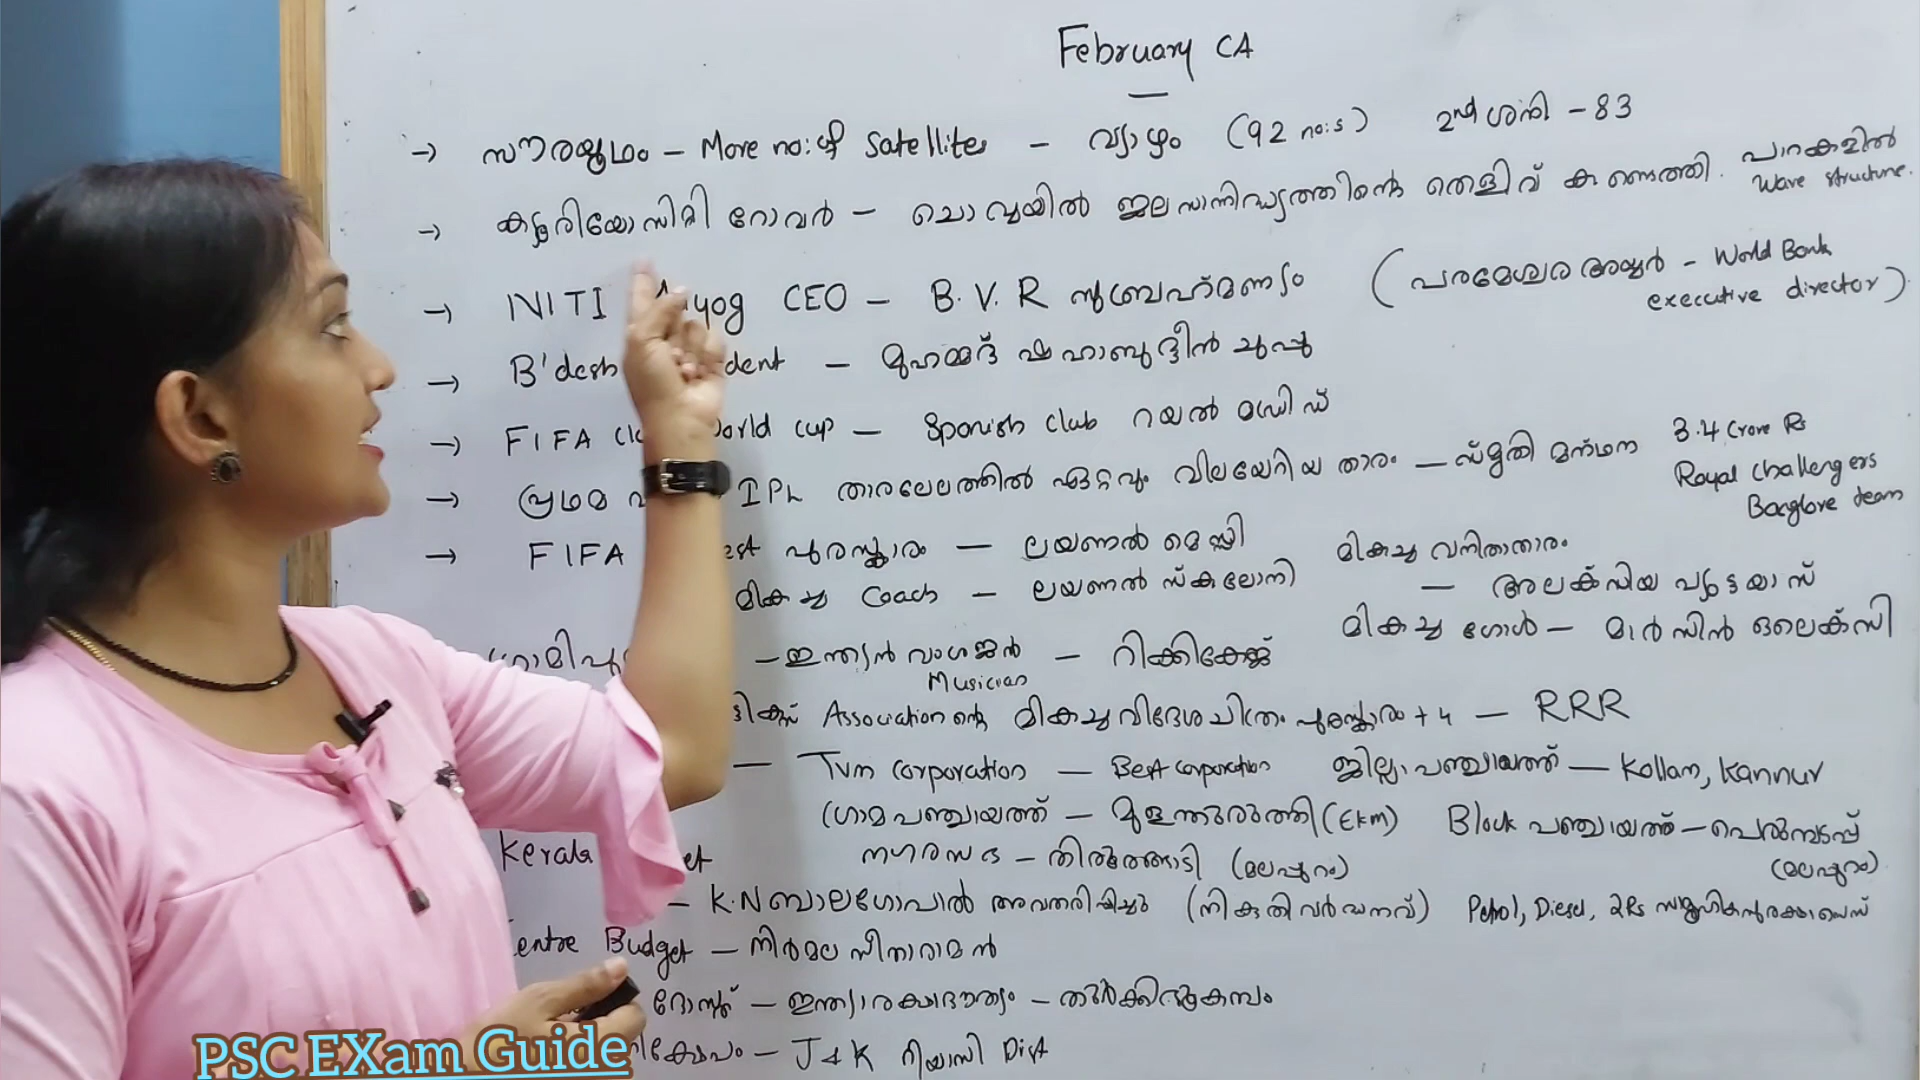 February CA
→ സൗരയൂഥം – More no: of Satellites – വ്യാഴം (92 no:s) 2nd ശനി – 83
→ ക്യൂരിയോസിറ്റി റോവർ – ചൊവ്വയിൽ ജലസാന്നിദ്ധ്യത്തിന്റെ തെളിവ് കണ്ടെത്തി. പാറകളിൽ
Wave structure.
→ NITI Aayog CEO – B.V.R സുബ്രഹ്മണ്യം (പരമേശ്വര അയ്യർ – World Bank
executive director)
→ B'desh dent – മുഹമ്മദ് ഷഹാബുദ്ദീൻ ചുപ്പു
→ FIFA World Cup – Spanish Club റയൽ മഡ്രിഡ്
→ പ്രഥമ IPL താരലേലത്തിൽ ഏറ്റവും വിലയേറിയ താരം – സ്മൃതി മന്ഥന 3.4 Crore Rs
Royal Challengers
Banglore team
→ FIFA est പുരസ്കാരം – ലയണൽ മെസ്സി മികച്ച വനിതാതാരം
മികച്ച Coach – ലയണൽ സ്കലോനി – അലക്സിയ പ്യൂട്ടയാസ്
മികച്ച ഗോൾ – മാർസിൻ ഒലെക്സി
– ഇന്ത്യൻ വംശജൻ – റിക്കികേജ്
Musician
Association ന്റെ മികച്ച വിദേശ ചിത്രം പുരസ്കാരം + 4 – RRR
– Tvm Corporation – Best corporation ജില്ലാ പഞ്ചായത്ത് – Kollam, Kannur
ഗ്രാമപഞ്ചായത്ത് – മുളന്തുരുത്തി (Ekm) Block പഞ്ചായത്ത് – പെരുമ്പടപ്പ്
(മലപ്പുറം)
Kerala et നഗരസഭ – തിരൂരങ്ങാടി (മലപ്പുറം)
– K.N ബാലഗോപാൽ അവതരിപ്പിച്ചു (നികുതി വർദ്ധനവ്) Petrol, Diesel, 2Rs സാമൂഹികസുരക്ഷാ സെസ്
entre Budget – നിർമല സീതാരാമൻ
ദോസ്ത് – ഇന്ത്യാ രക്ഷാദൗത്യം – തുർക്കി ഭൂകമ്പം
– J & K റിയാസി Dist
PSC EXam Guide